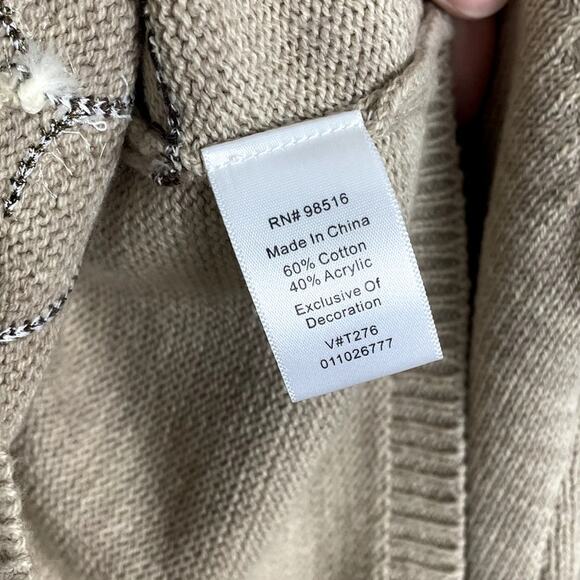 RN# 98516
Made In China
60% Cotton
40% Acrylic
Exclusive Of
Decoration
V#T276
011026777